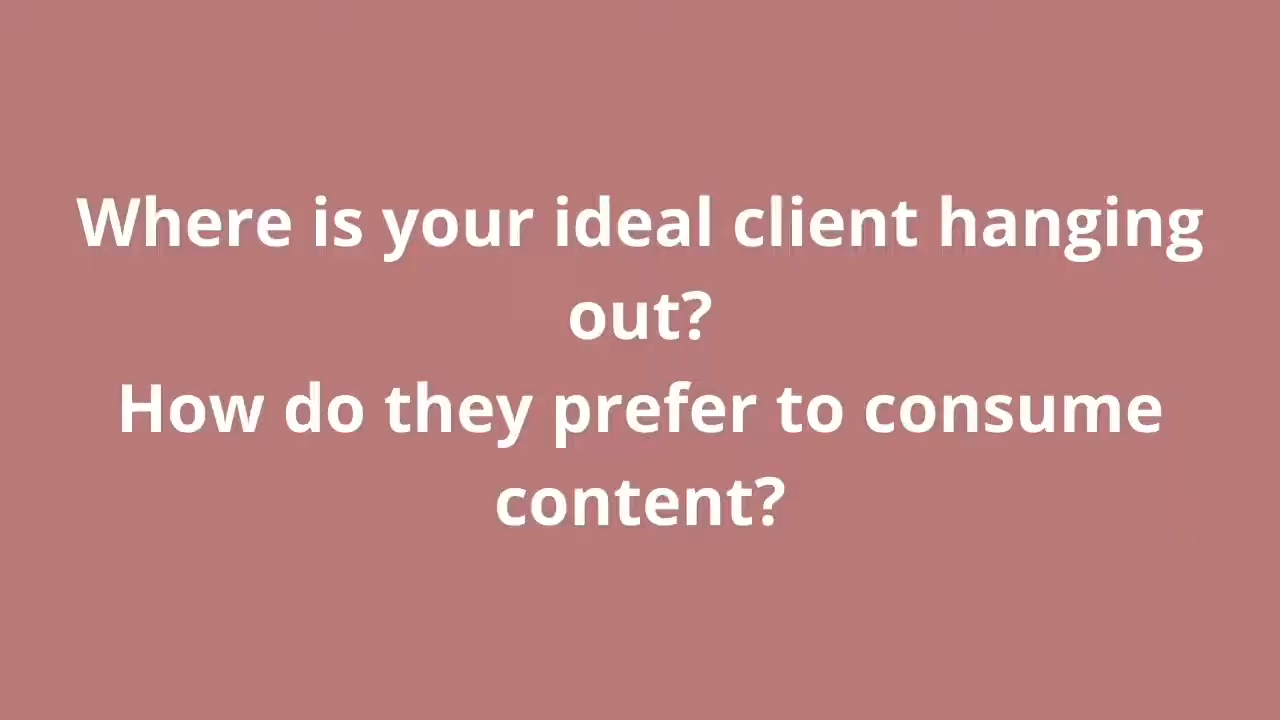 Where is your ideal client hanging
out?
How do they prefer to consume
content?